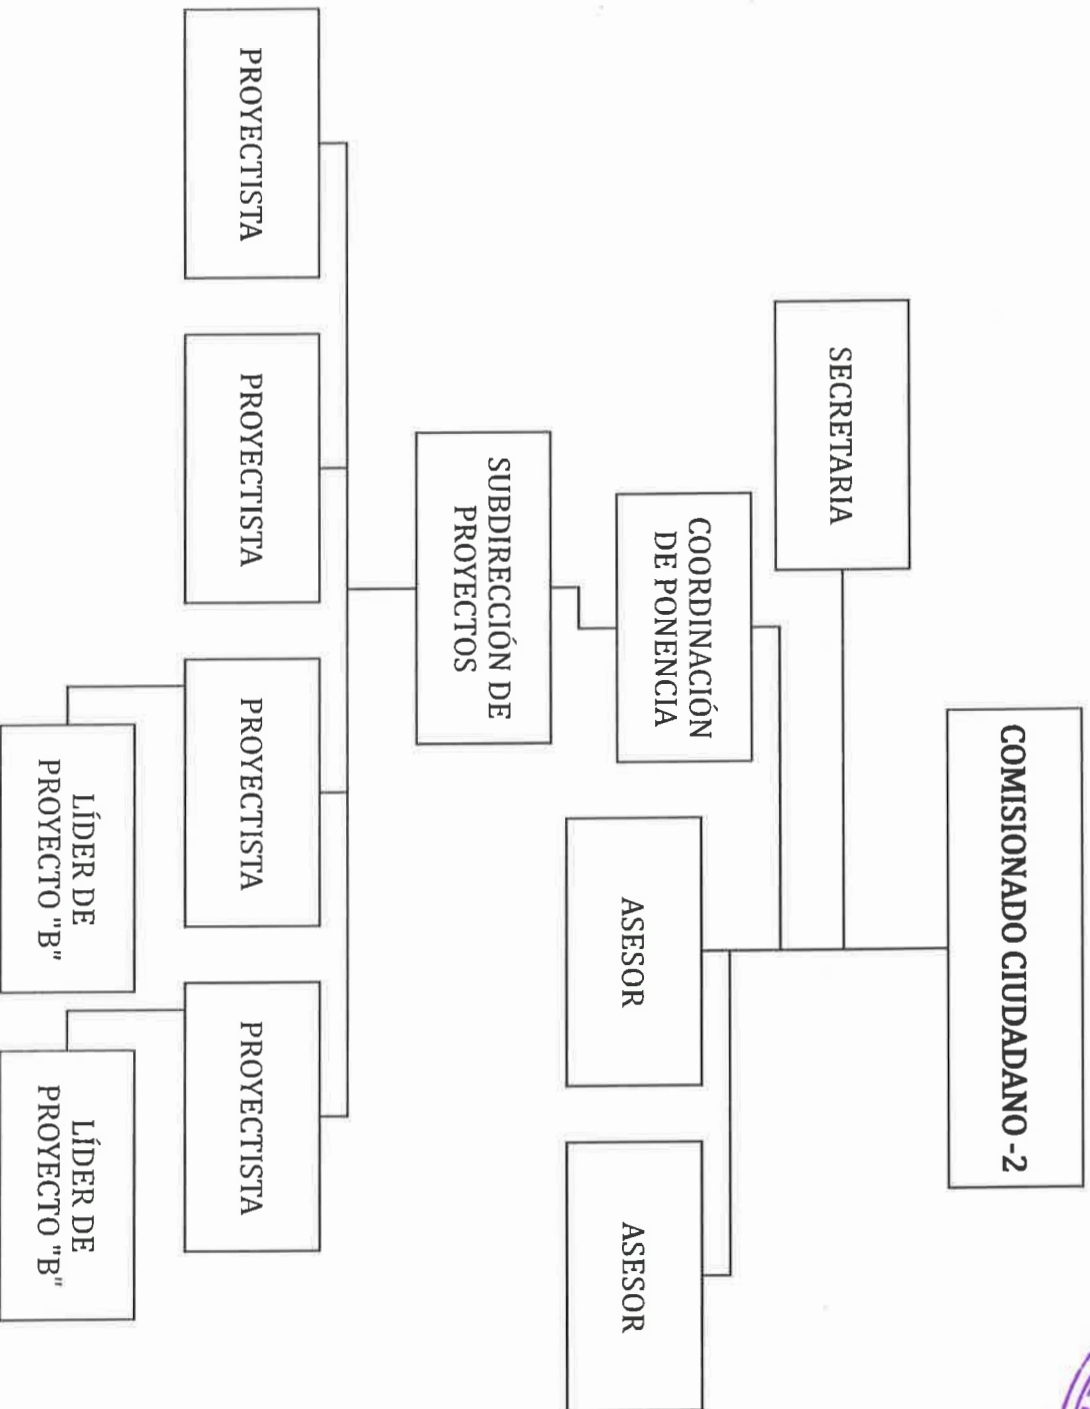 COMISIONADO CIUDADANO -2
SECRETARIA
COORDINACIÓN
DE PONENCIA
ASESOR
ASESOR
SUBDIRECCIÓN DE
PROYECTOS
PROYECTISTA
PROYECTISTA
PROYECTISTA
PROYECTISTA
LÍDER DE
PROYECTO "B"
LÍDER DE
PROYECTO "B"